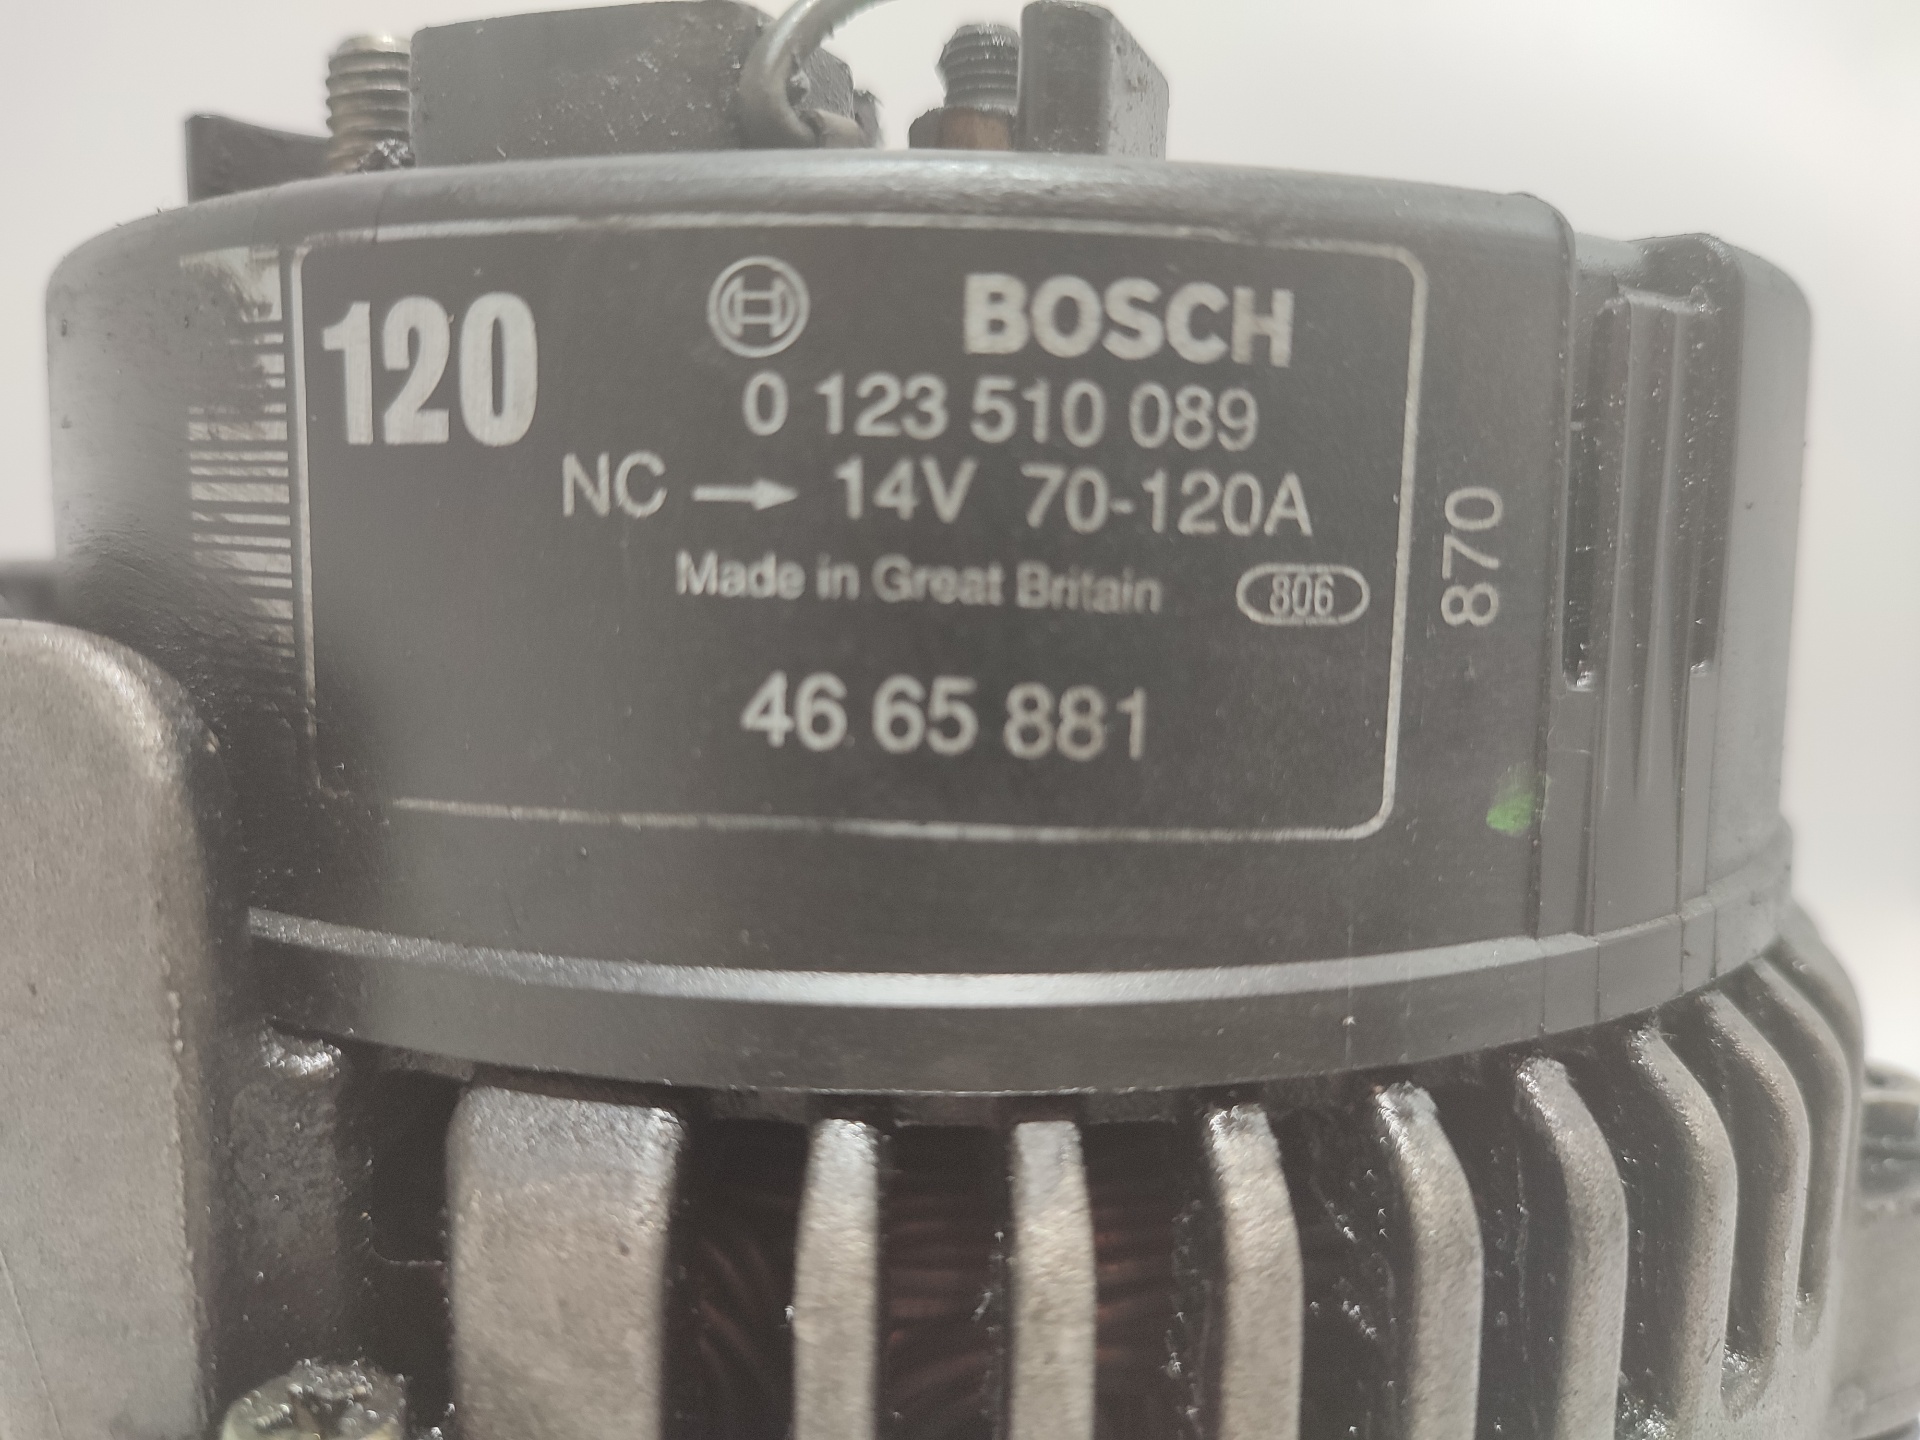 120
BOSCH
0 123 510 089
NC → 14V 70-120A
Made in Great Britain 806
46 65 881
870